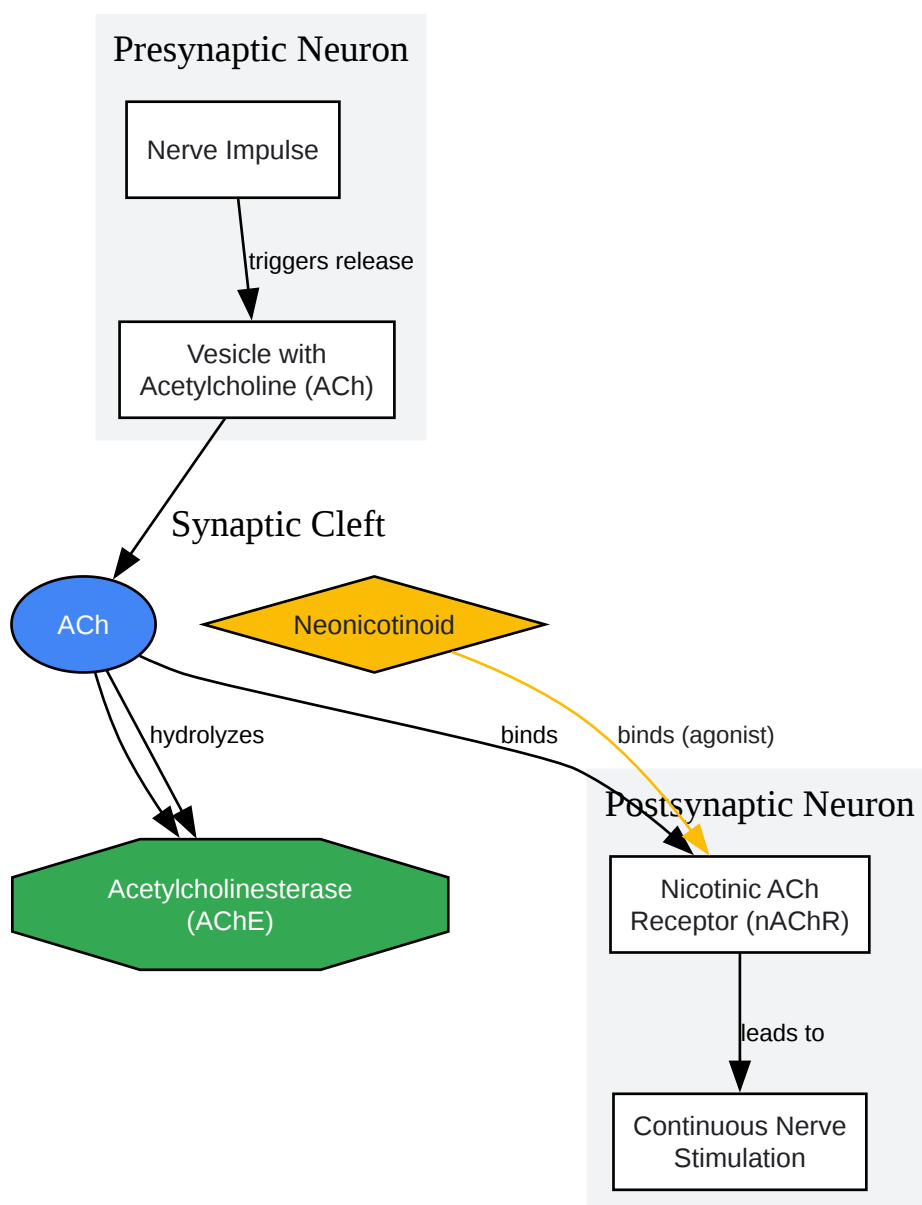 Presynaptic Neuron
Nerve Impulse
triggers release
Vesicle with
Acetylcholine (ACh)
Synaptic Cleft
ACh
Neonicotinoid
hydrolyzes
binds
binds (agonist)
Postsynaptic Neuron
Acetylcholinesterase
(AChE)
Nicotinic ACh
Receptor (nAChR)
leads to
Continuous Nerve
Stimulation